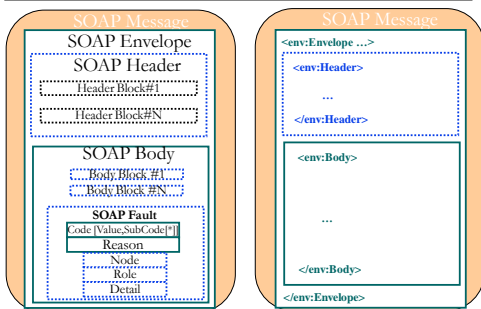 SOAP Message
SOAP Envelope
SOAP Header
Header Block#1
Header Block#N
SOAP Body
Body Block #1
Body Block #N
SOAP Fault
Code [Value,SubCode[*]]
Reason
Node
Role
Detail
SOAP Message
<env:Envelope …>
<env:Header>
…
</env:Header>
<env:Body>
…
</env:Body>
</env:Envelope>